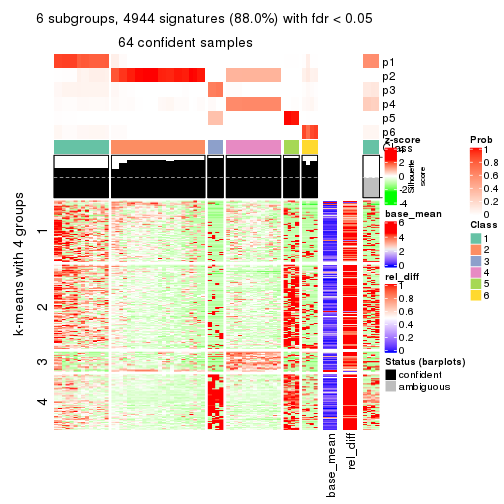 6 subgroups, 4944 signatures (88.0%) with fdr < 0.05
64 confident samples
p1
p2
p3
p4
p5
p6
Class
Silhouette
score
k-means with 4 groups
1
2
3
4
base_mean
rel_diff
z-score
4
2
0
-2
-4
base_mean
6
4
2
0
rel_diff
1
0.8
0.6
0.4
0.2
0
Status (barplots)
confident
ambiguous
Prob
1
0.8
0.6
0.4
0.2
0
Class
1
2
3
4
5
6